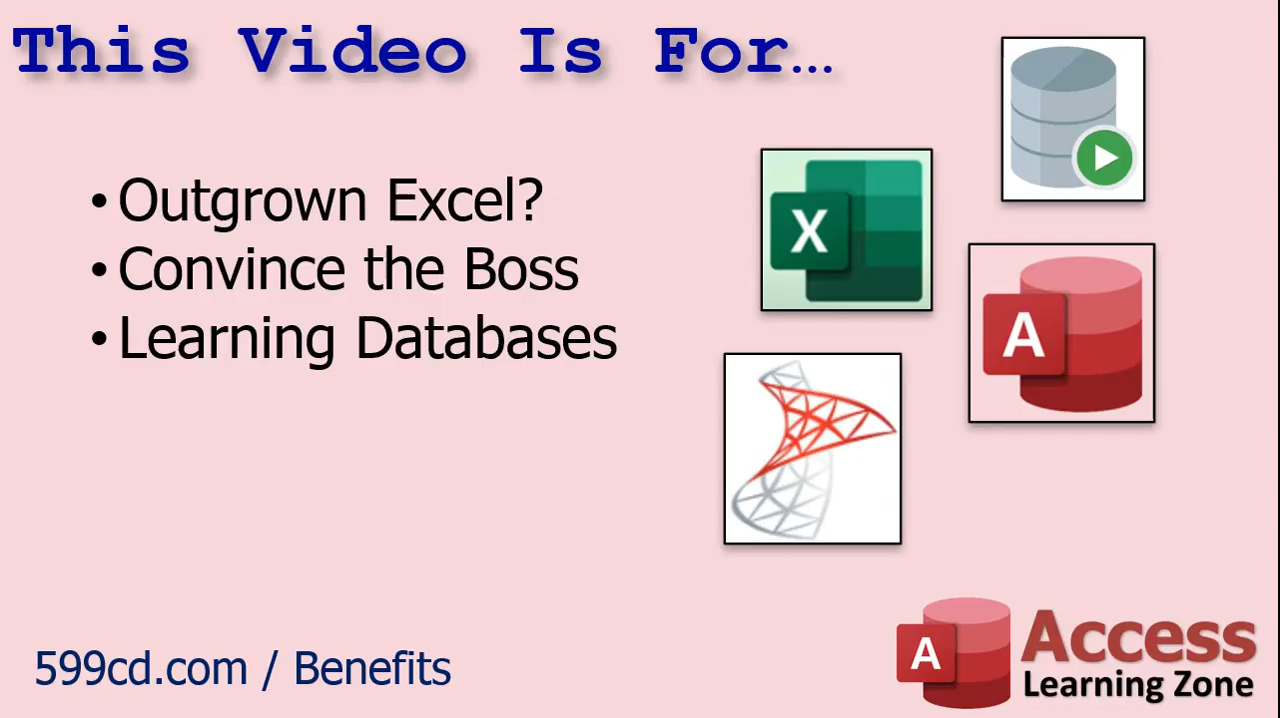 This Video Is For...
• Outgrown Excel?
• Convince the Boss
• Learning Databases
X
A
599cd.com / Benefits
A
Access
Learning Zone